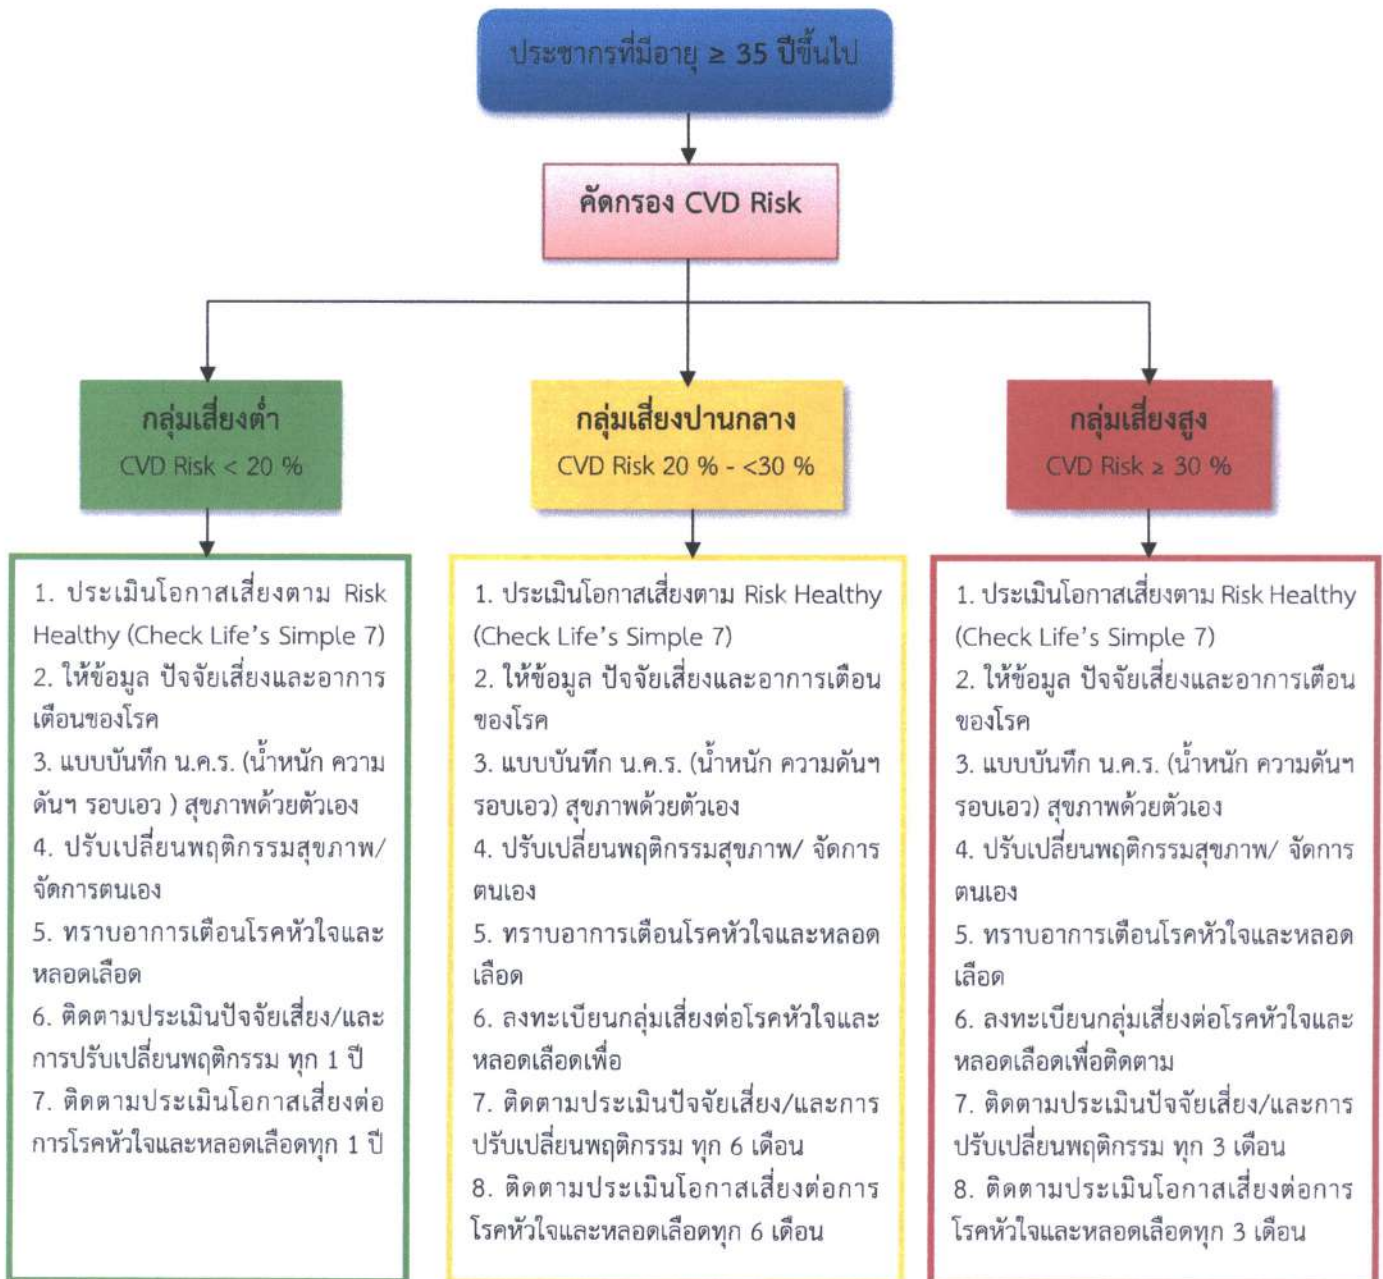 ประชากรที่มีอายุ ≥ 35 ปีขึ้นไป
คัดกรอง CVD Risk
กลุ่มเสี่ยงต่ำ
CVD Risk < 20 %
กลุ่มเสี่ยงปานกลาง
CVD Risk 20 % - <30 %
กลุ่มเสี่ยงสูง
CVD Risk ≥ 30 %
1. ประเมินโอกาสเสี่ยงตาม Risk
Healthy (Check Life's Simple 7)
2. ให้ข้อมูล ปัจจัยเสี่ยงและอาการ
เตือนของโรค
3. แบบบันทึก น.ค.ร. (น้ำหนัก ความ
ดันฯ รอบเอว ) สุขภาพด้วยตัวเอง
4. ปรับเปลี่ยนพฤติกรรมสุขภาพ/
จัดการตนเอง
5. ทราบอาการเตือนโรคหัวใจและ
หลอดเลือด
6. ติดตามประเมินปัจจัยเสี่ยง/และ
การปรับเปลี่ยนพฤติกรรม ทุก 1 ปี
7. ติดตามประเมินโอกาสเสี่ยงต่อ
การโรคหัวใจและหลอดเลือดทุก 1 ปี
1. ประเมินโอกาสเสี่ยงตาม Risk Healthy
(Check Life's Simple 7)
2. ให้ข้อมูล ปัจจัยเสี่ยงและอาการเตือน
ของโรค
3. แบบบันทึก น.ค.ร. (น้ำหนัก ความดันฯ
รอบเอว) สุขภาพด้วยตัวเอง
4. ปรับเปลี่ยนพฤติกรรมสุขภาพ/ จัดการ
ตนเอง
5. ทราบอาการเตือนโรคหัวใจและหลอด
เลือด
6. ลงทะเบียนกลุ่มเสี่ยงต่อโรคหัวใจและ
หลอดเลือดเพื่อ
7. ติดตามประเมินปัจจัยเสี่ยง/และการ
ปรับเปลี่ยนพฤติกรรม ทุก 6 เดือน
8. ติดตามประเมินโอกาสเสี่ยงต่อการ
โรคหัวใจและหลอดเลือดทุก 6 เดือน
1. ประเมินโอกาสเสี่ยงตาม Risk Healthy
(Check Life's Simple 7)
2. ให้ข้อมูล ปัจจัยเสี่ยงและอาการเตือน
ของโรค
3. แบบบันทึก น.ค.ร. (น้ำหนัก ความดันฯ
รอบเอว) สุขภาพด้วยตัวเอง
4. ปรับเปลี่ยนพฤติกรรมสุขภาพ/ จัดการ
ตนเอง
5. ทราบอาการเตือนโรคหัวใจและหลอด
เลือด
6. ลงทะเบียนกลุ่มเสี่ยงต่อโรคหัวใจและ
หลอดเลือดเพื่อติดตาม
7. ติดตามประเมินปัจจัยเสี่ยง/และการ
ปรับเปลี่ยนพฤติกรรม ทุก 3 เดือน
8. ติดตามประเมินโอกาสเสี่ยงต่อการ
โรคหัวใจและหลอดเลือดทุก 3 เดือน